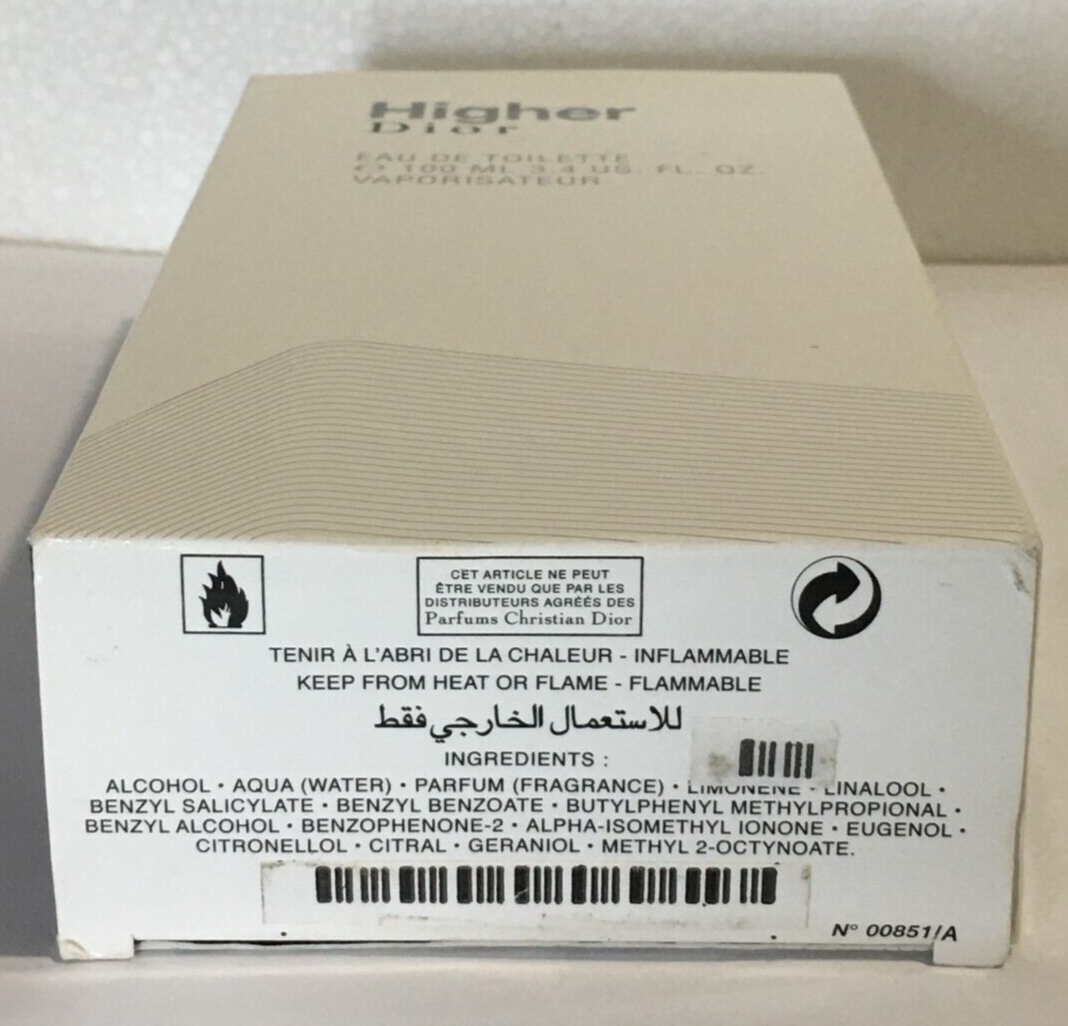 Higher
Dior
EAU DE TOILETTE
℮ 100 ML 3.4 US. FL. OZ.
VAPORISATEUR
CET ARTICLE NE PEUT
ÊTRE VENDU QUE PAR LES
DISTRIBUTEURS AGRÉÉS DES
Parfums Christian Dior
TENIR À L'ABRI DE LA CHALEUR - INFLAMMABLE
KEEP FROM HEAT OR FLAME - FLAMMABLE
للاستعمال الخارجي فقط
INGREDIENTS :
ALCOHOL • AQUA (WATER) • PARFUM (FRAGRANCE) • LIMONENE • LINALOOL •
BENZYL SALICYLATE • BENZYL BENZOATE • BUTYLPHENYL METHYLPROPIONAL •
BENZYL ALCOHOL • BENZOPHENONE-2 • ALPHA-ISOMETHYL IONONE • EUGENOL •
CITRONELLOL • CITRAL • GERANIOL • METHYL 2-OCTYNOATE.
N° 00851/A